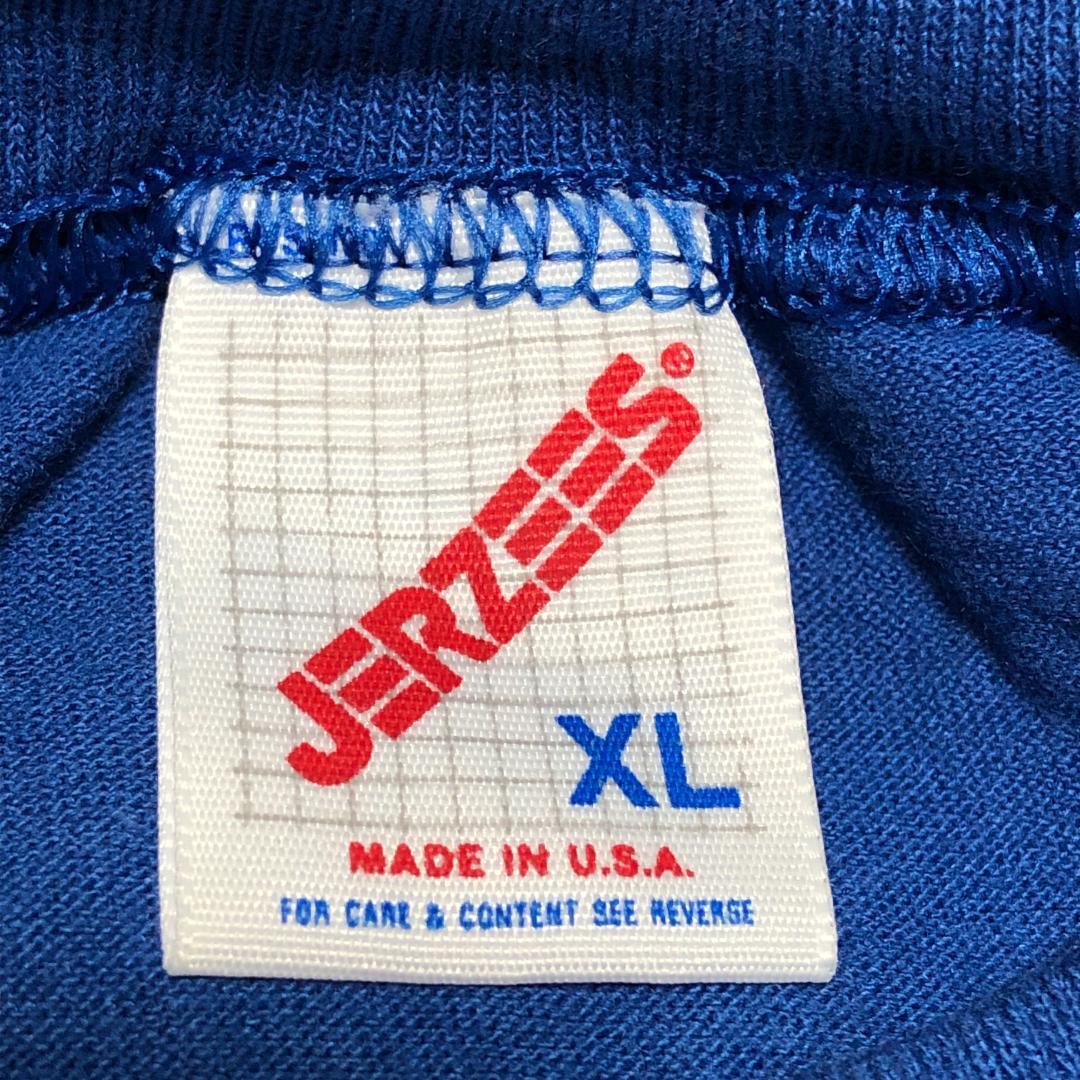 JERZEES®
XL
MADE IN U.S.A.
FOR CARE & CONTENT SEE REVERSE